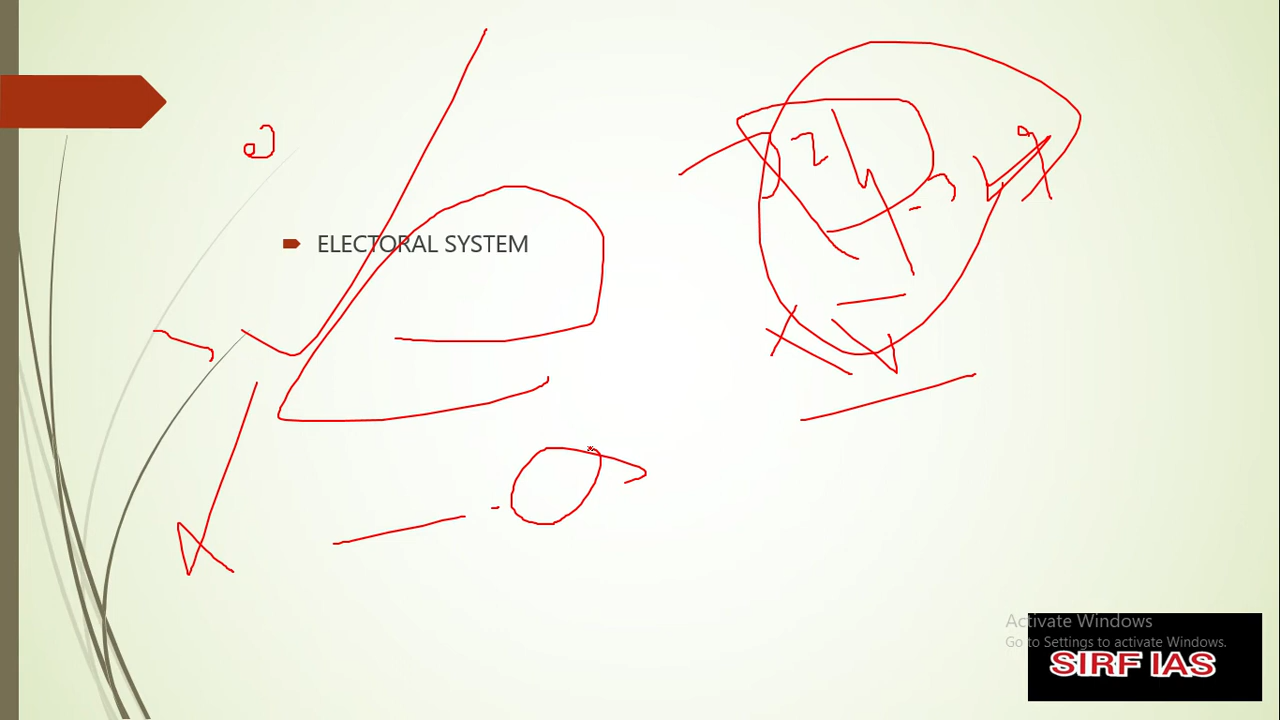 ELECTORAL SYSTEM
Activate Windows
Go to Settings to activate Windows.
SIRF IAS